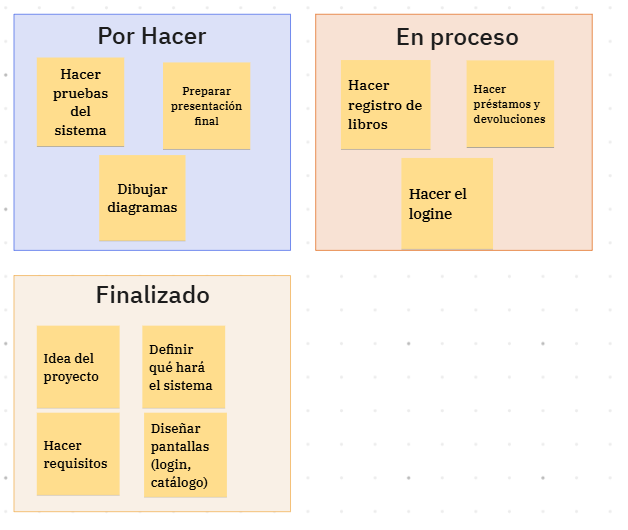 Por Hacer
Hacer
pruebas
del
sistema
Preparar
presentación
final
Dibujar
diagramas
En proceso
Hacer
registro de
libros
Hacer
préstamos y
devoluciones
Hacer el
logine
Finalizado
Idea del
proyecto
Definir
qué hará
el sistema
Hacer
requisitos
Diseñar
pantallas
(login,
catálogo)